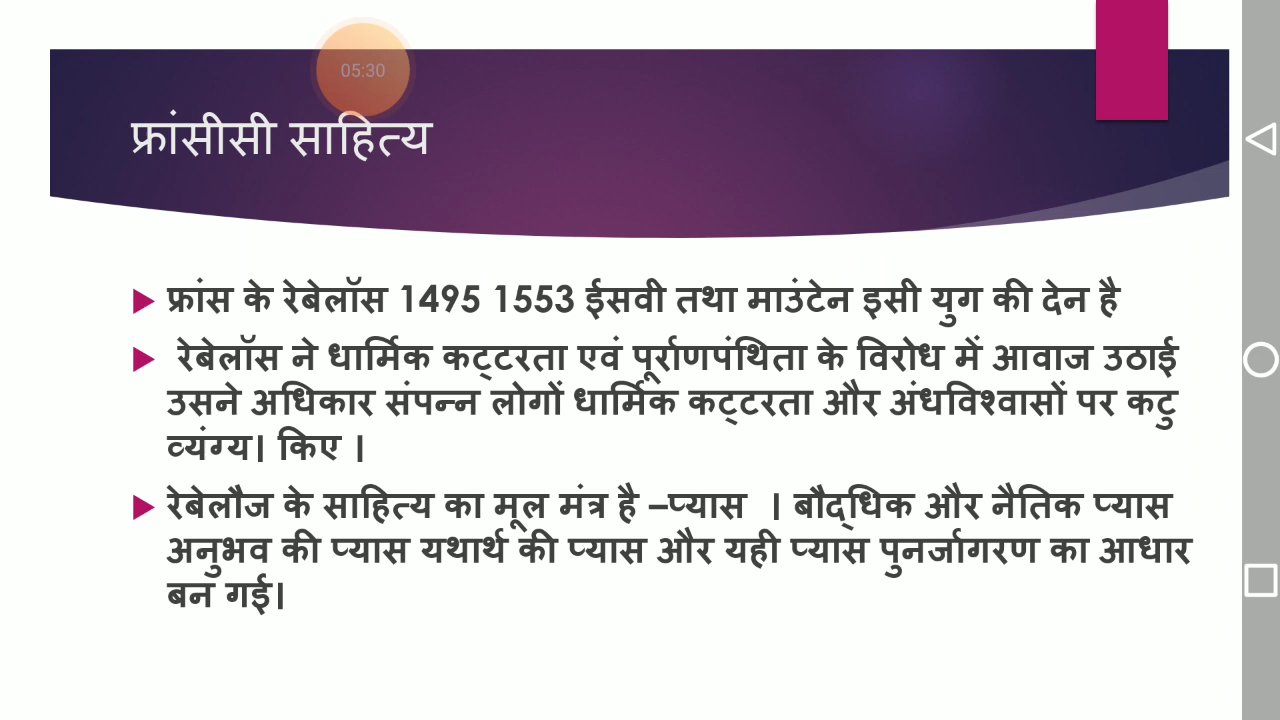 05:30
फ्रांसीसी साहित्य
फ्रांस के रेबेलॉस 1495 1553 ईसवी तथा माउंटेन इसी युग की देन है
रेबेलॉस ने धार्मिक कट्टरता एवं पूर्राणपंथिता के विरोध में आवाज उठाई
उसने अधिकार संपन्न लोगों धार्मिक कट्टरता और अंधविश्वासों पर कटु
व्यंग्य। किए ।
रेबेलौज के साहित्य का मूल मंत्र है –प्यास । बौद्धिक और नैतिक प्यास
अनुभव की प्यास यथार्थ की प्यास और यही प्यास पुनर्जागरण का आधार
बन गई।